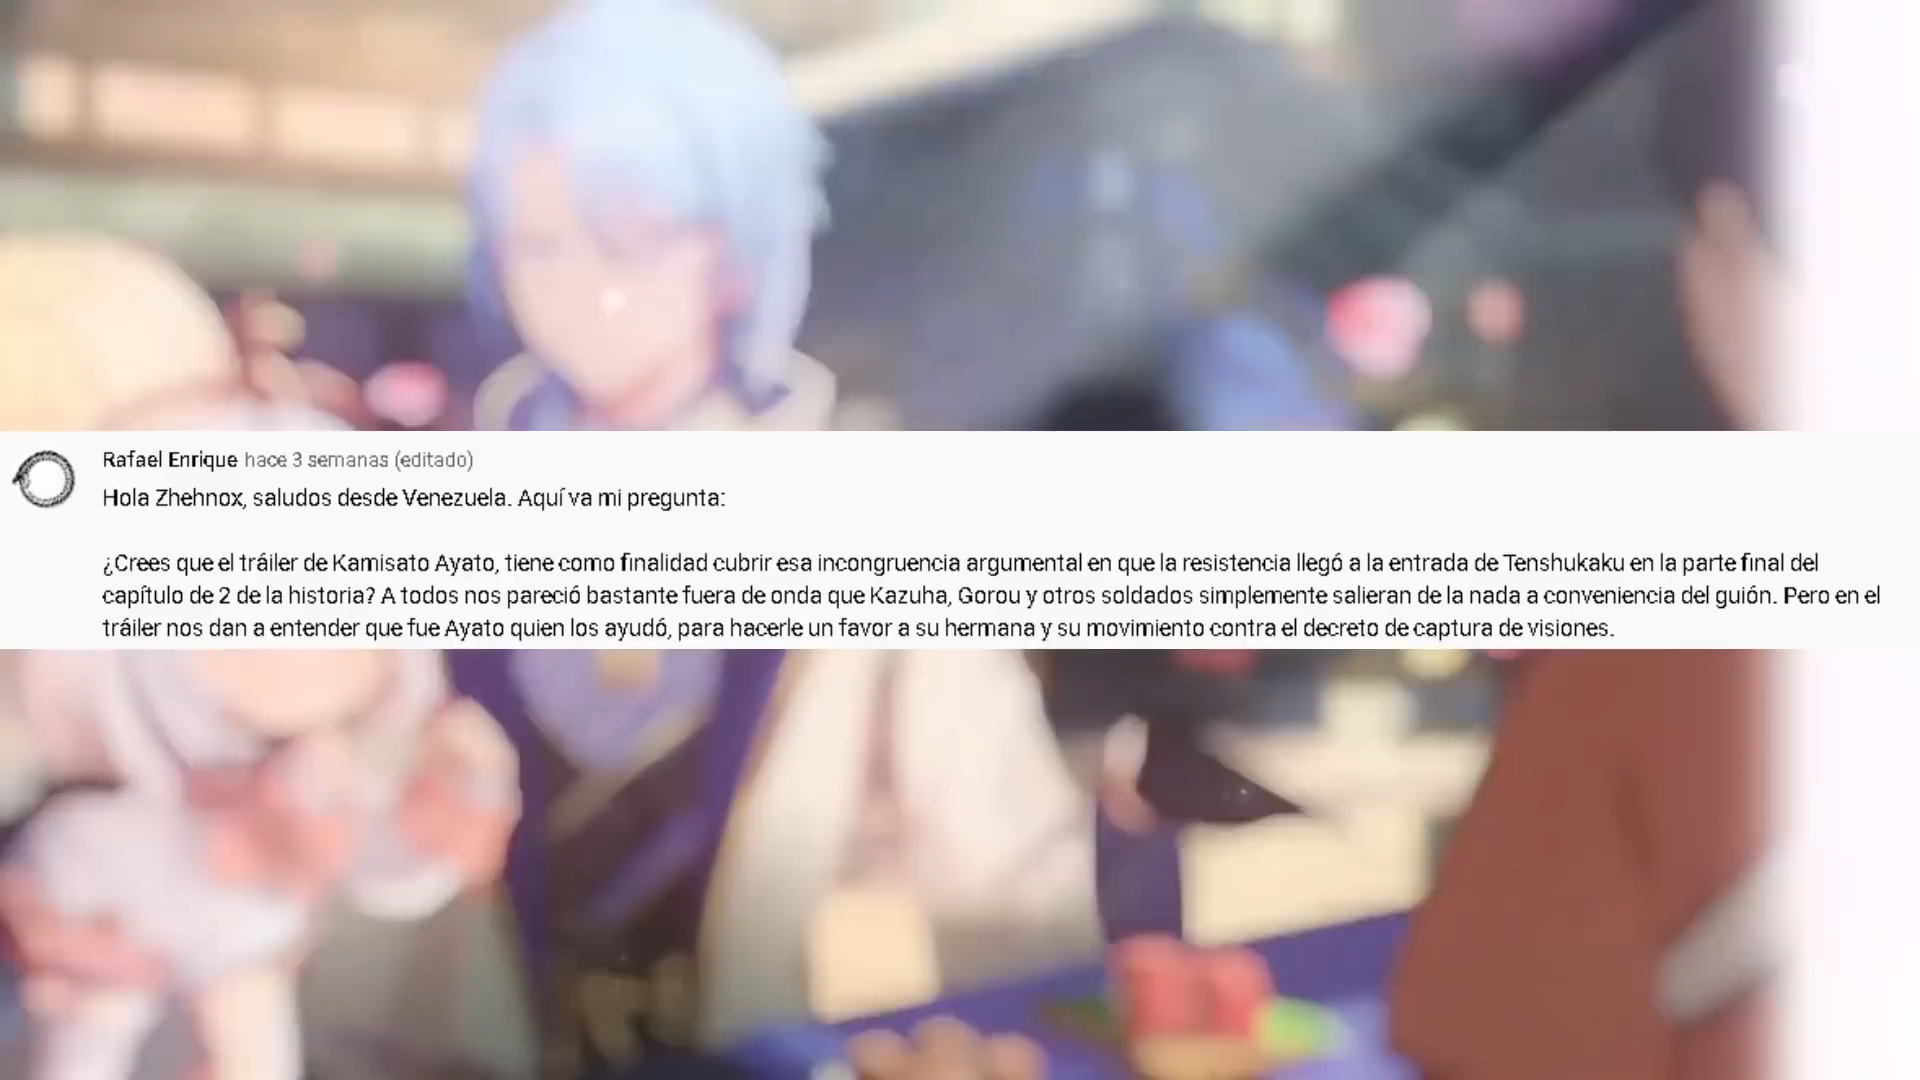 Rafael Enrique hace 3 semanas (editado)
Hola Zhehnox, saludos desde Venezuela. Aquí va mi pregunta:
¿Crees que el tráiler de Kamisato Ayato, tiene como finalidad cubrir esa incongruencia argumental en que la resistencia llegó a la entrada de Tenshukaku en la parte final del
capítulo de 2 de la historia? A todos nos pareció bastante fuera de onda que Kazuha, Gorou y otros soldados simplemente salieran de la nada a conveniencia del guión. Pero en el
tráiler nos dan a entender que fue Ayato quien los ayudó, para hacerle un favor a su hermana y su movimiento contra el decreto de captura de visiones.